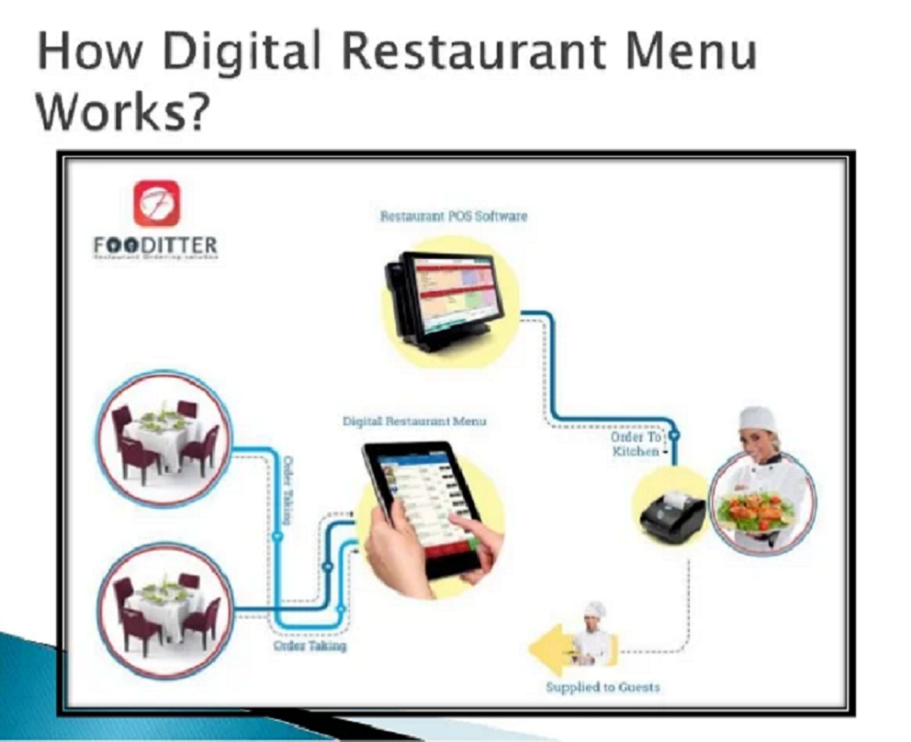 How Digital Restaurant Menu
Works?
FOODITTER
Restaurant Ordering solution
Restaurant POS Software
Digital Restaurant Menu
Order To
Kitchen
Order Taking
Order Taking
Supplied to Guests